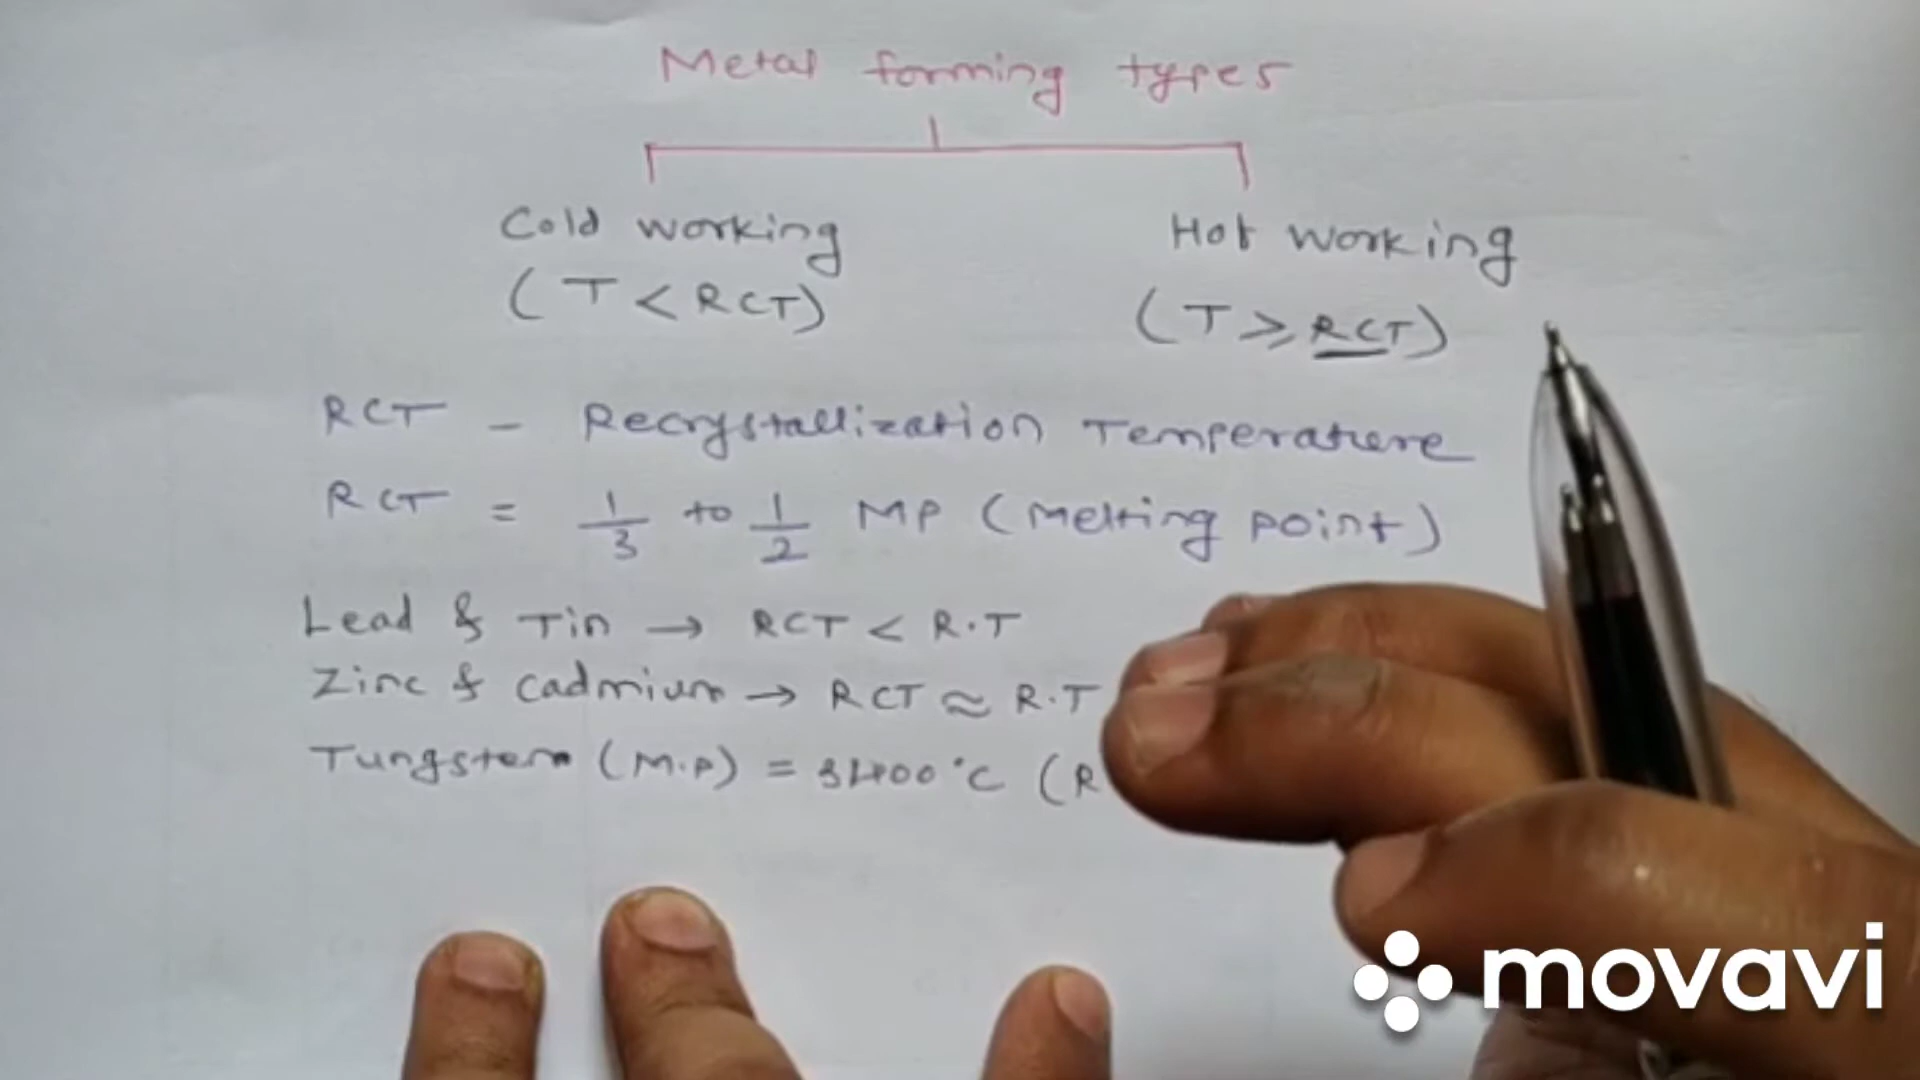 Metal forming types
Cold working Hot working
(T < RCT) (T ≥ RCT)
RCT - Recrystallization Temperature
RCT = 1/3 to 1/2 MP (Melting point)
Lead & Tin → RCT < R.T
Zinc & cadmium → RCT ≈ R.T
Tungsten (M.P) = 3400°C (R
movavi